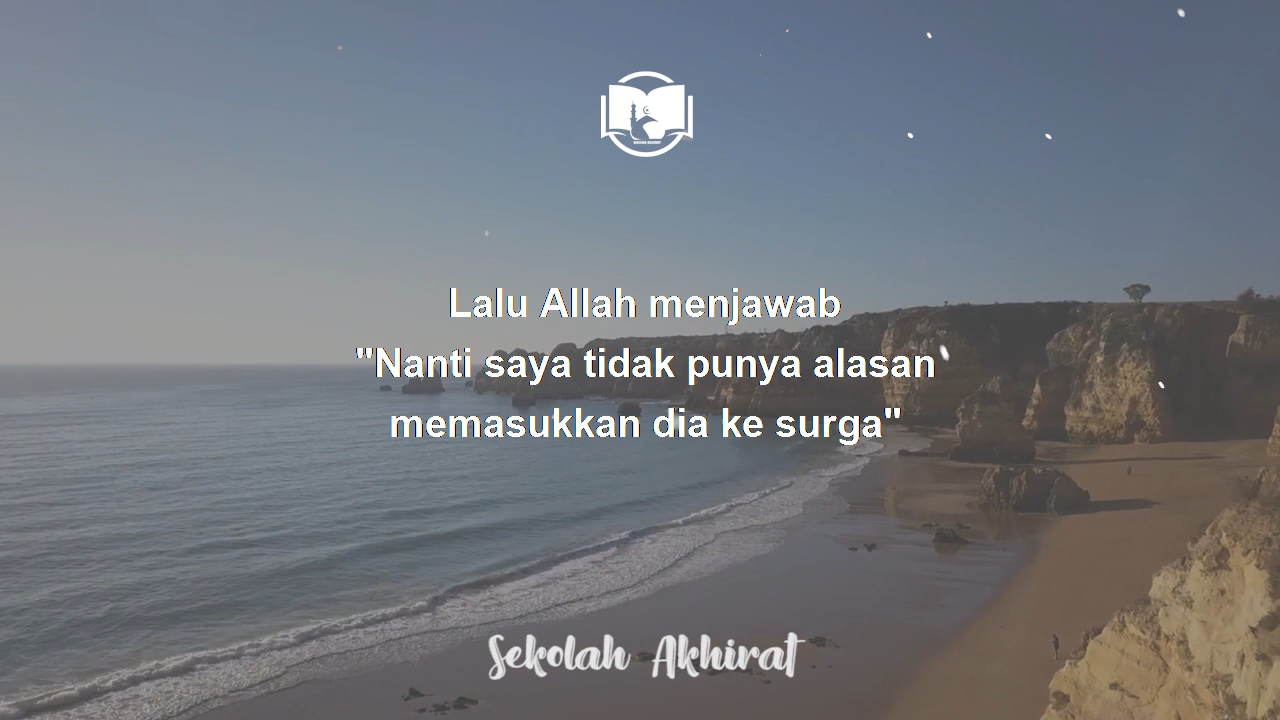 Lalu Allah menjawab
"Nanti saya tidak punya alasan
memasukkan dia ke surga"
Sekolah Akhirat